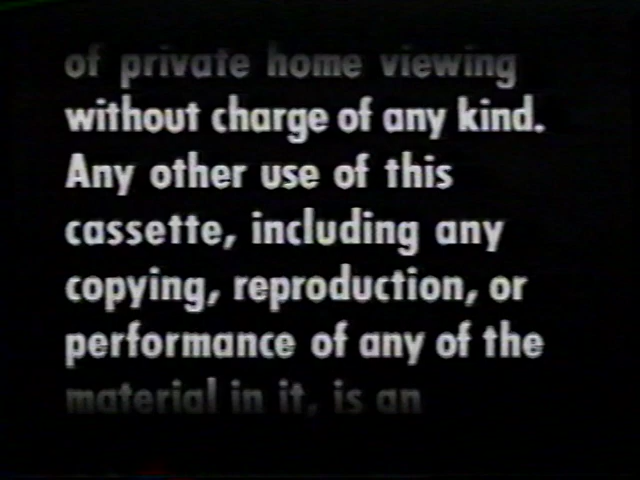 of private home viewing
without charge of any kind.
Any other use of this
cassette, including any
copying, reproduction, or
performance of any of the
material in it, is an